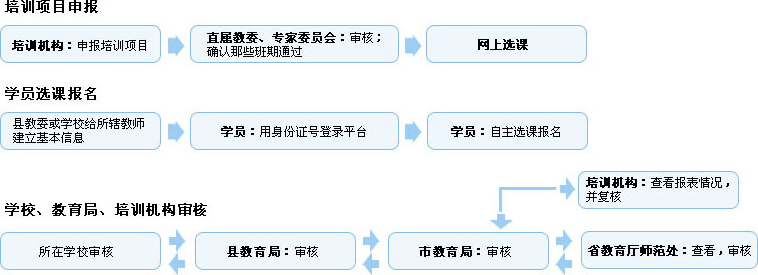 培训项目申报
培训机构：申报培训项目
直属教委、专家委员会：审核；
确认那些班期通过
网上选课
学员选课报名
县教委或学校给所辖教师
建立基本信息
学员：用身份证号登录平台
学员：自主选课报名
培训机构：查看报表情况，
并复核
学校、教育局、培训机构审核
所在学校审核
县教育局：审核
市教育局：审核
省教育厅师范处：查看，审核